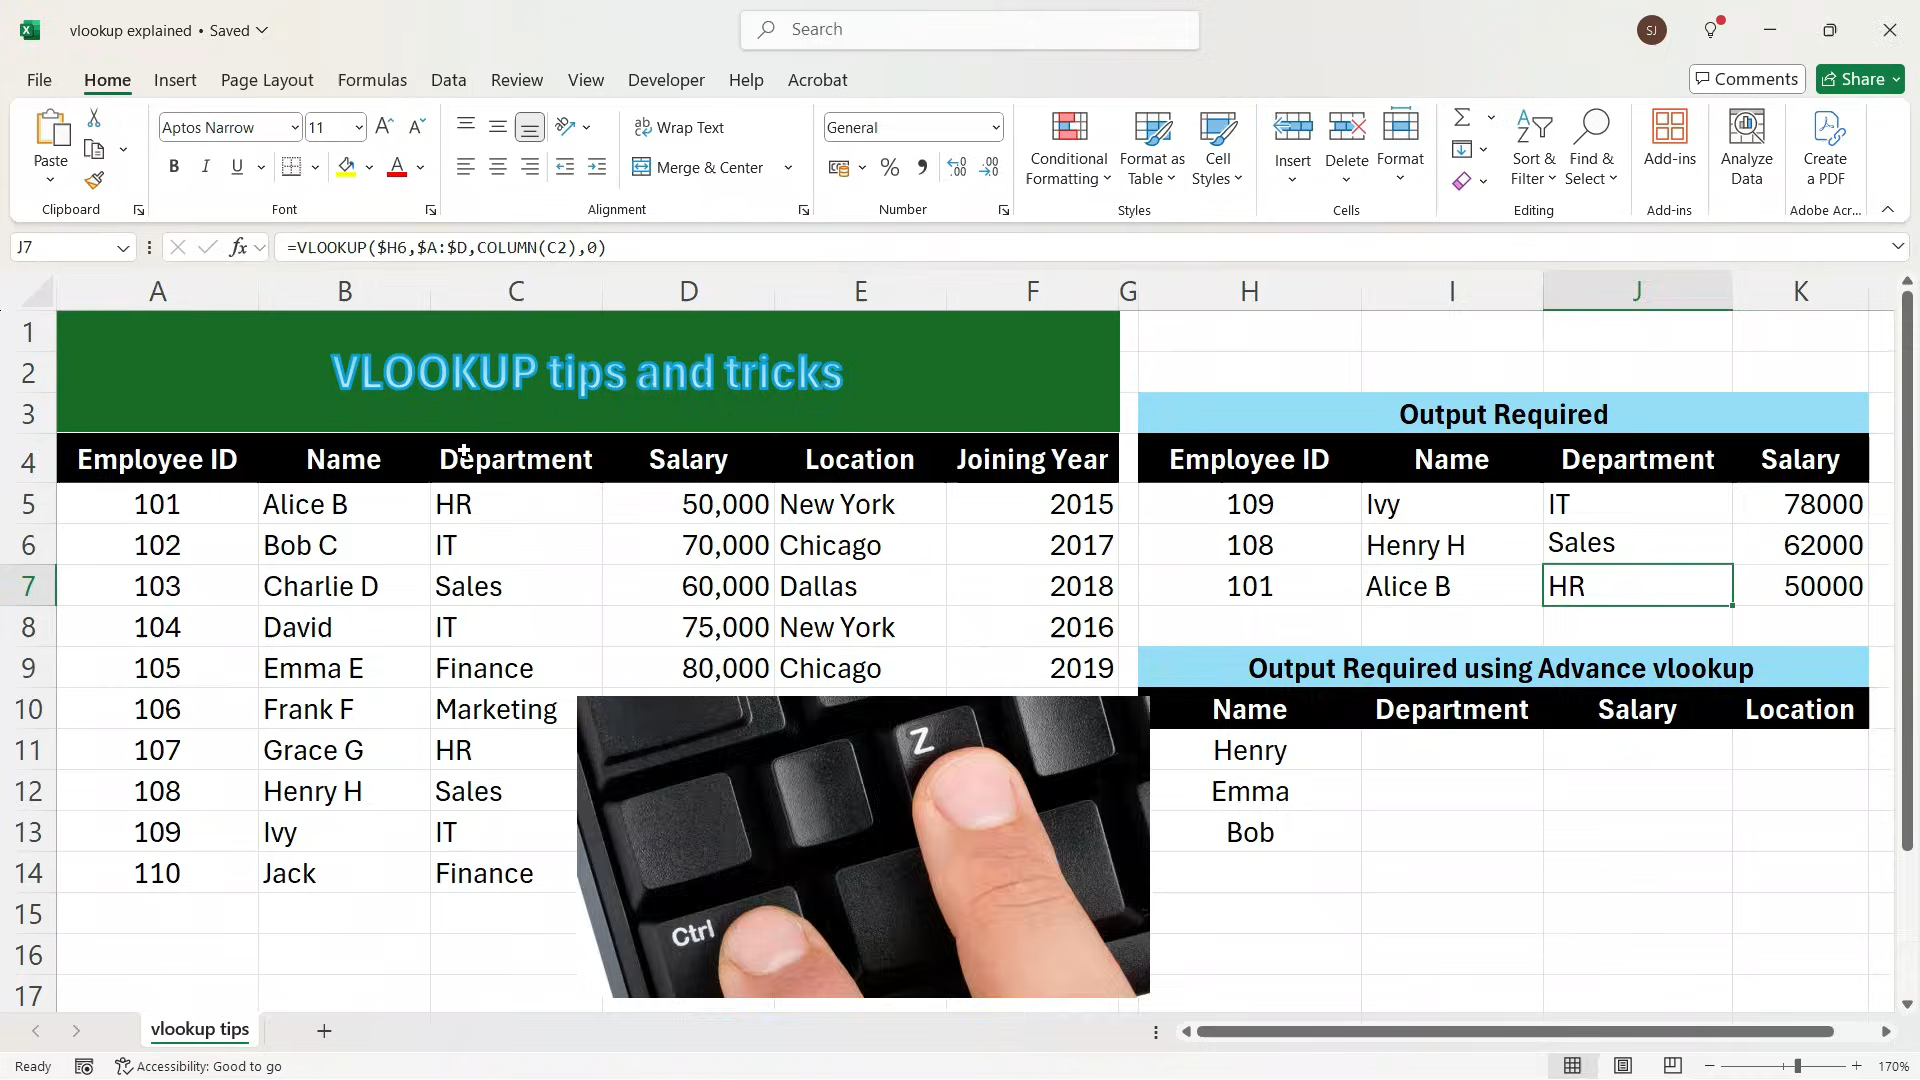 vlookup explained • Saved
Search
SJ
File Home Insert Page Layout Formulas Data Review View Developer Help Acrobat
Comments Share
Paste
Aptos Narrow 11
Wrap Text
General
B I U
Merge & Center
Conditional Formatting
Format as Table
Cell Styles
Insert
Delete
Format
Sort & Filter
Find & Select
Add-ins
Analyze Data
Create a PDF
Clipboard Font Alignment Number Styles Cells Editing Add-ins Adobe Acr...
J7 fx =VLOOKUP($H6,$A:$D,COLUMN(C2),0)
A B C D E F G H I J K
1
2 VLOOKUP tips and tricks
3 Output Required
4 Employee ID Name Department Salary Location Joining Year Employee ID Name Department Salary
5 101 Alice B HR 50,000 New York 2015 109 Ivy IT 78000
6 102 Bob C IT 70,000 Chicago 2017 108 Henry H Sales 62000
7 103 Charlie D Sales 60,000 Dallas 2018 101 Alice B HR 50000
8 104 David IT 75,000 New York 2016
9 105 Emma E Finance 80,000 Chicago 2019 Output Required using Advance vlookup
10 106 Frank F Marketing Name Department Salary Location
11 107 Grace G HR Henry
12 108 Henry H Sales Emma
13 109 Ivy IT Bob
14 110 Jack Finance
15
16
17
Z
Ctrl
vlookup tips
Ready Accessibility: Good to go 170%